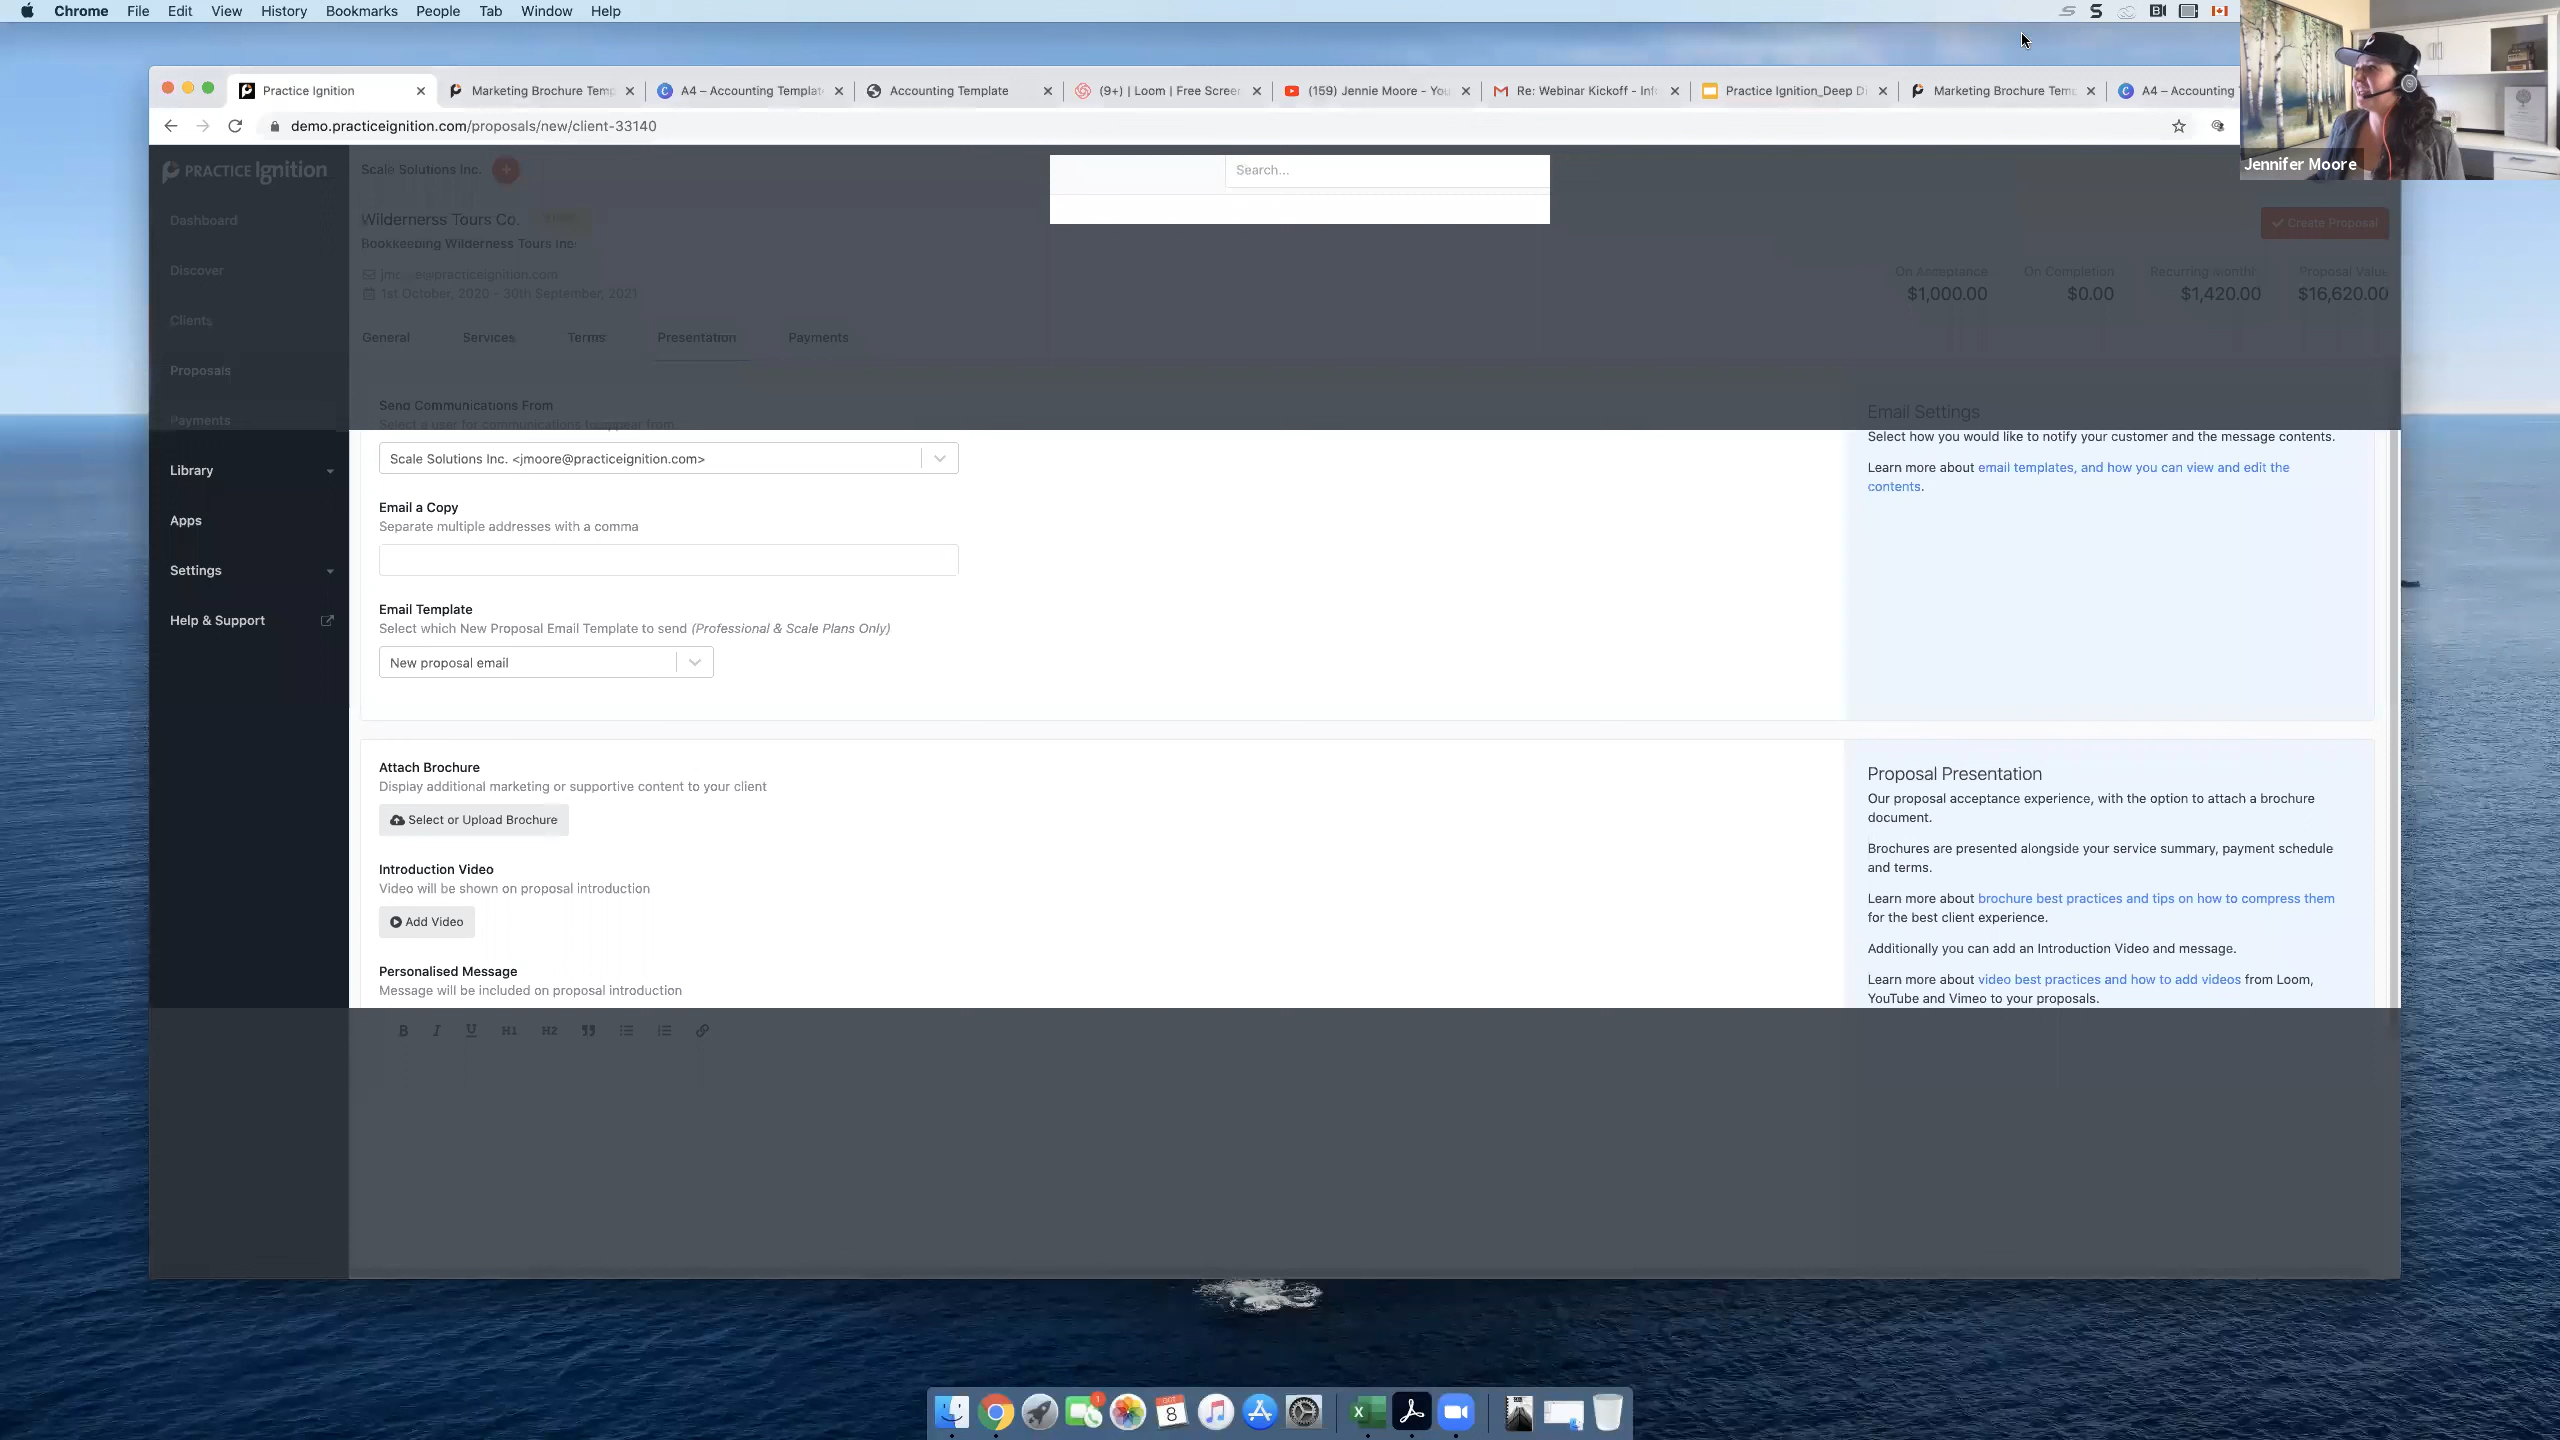 Chrome File Edit View History Bookmarks People Tab Window Help
Practice Ignition
Marketing Brochure Temp
A4 – Accounting Template
Accounting Template
(9+) | Loom | Free Screen
(159) Jennie Moore - You
Re: Webinar Kickoff - Inf
Practice Ignition_Deep D
Marketing Brochure Temp
A4 – Accounting
demo.practiceignition.com/proposals/new/client-33140
Jennifer Moore
PRACTICE Ignition
Scale Solutions Inc.
Search...
Dashboard
Discover
Clients
Proposals
Payments
Library
Apps
Settings
Help & Support
Wildernerss Tours Co.
Bookkeeping Wilderness Tours Inc.
@practiceignition.com
1st October, 2020 - 30th September, 2021
Create Proposal
On Acceptance
$1,000.00
On Completion
$0.00
Recurring Monthly
$1,420.00
Proposal Value
$16,620.00
General Services Terms Presentation Payments
Send Communications From
Select a user for communications to appear from
Scale Solutions Inc. <jmoore@practiceignition.com>
Email a Copy
Separate multiple addresses with a comma
Email Template
Select which New Proposal Email Template to send (Professional & Scale Plans Only)
New proposal email
Email Settings
Select how you would like to notify your customer and the message contents.
Learn more about email templates, and how you can view and edit the
contents.
Attach Brochure
Display additional marketing or supportive content to your client
Select or Upload Brochure
Introduction Video
Video will be shown on proposal introduction
Add Video
Personalised Message
Message will be included on proposal introduction
B I U H1 H2
Proposal Presentation
Our proposal acceptance experience, with the option to attach a brochure
document.
Brochures are presented alongside your service summary, payment schedule
and terms.
Learn more about brochure best practices and tips on how to compress them
for the best client experience.
Additionally you can add an Introduction Video and message.
Learn more about video best practices and how to add videos from Loom,
YouTube and Vimeo to your proposals.
OCT
8
1